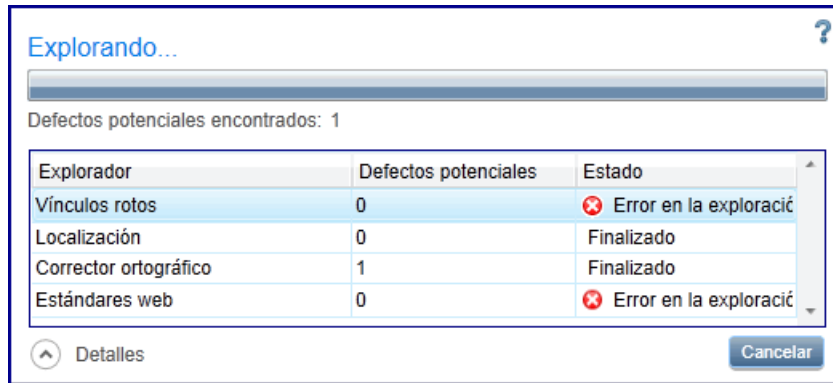 ?
Explorando...
Defectos potenciales encontrados: 1
Explorador Defectos potenciales Estado
Vínculos rotos 0 Error en la exploració
Localización 0 Finalizado
Corrector ortográfico 1 Finalizado
Estándares web 0 Error en la exploració
Detalles Cancelar